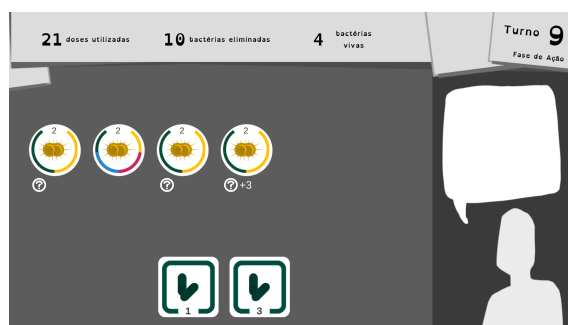 21 doses utilizadas
10 bactérias eliminadas
4 bactérias vivas
Turno 9
Fase de Ação
2 2 2 2
? ? ? +3
1 3